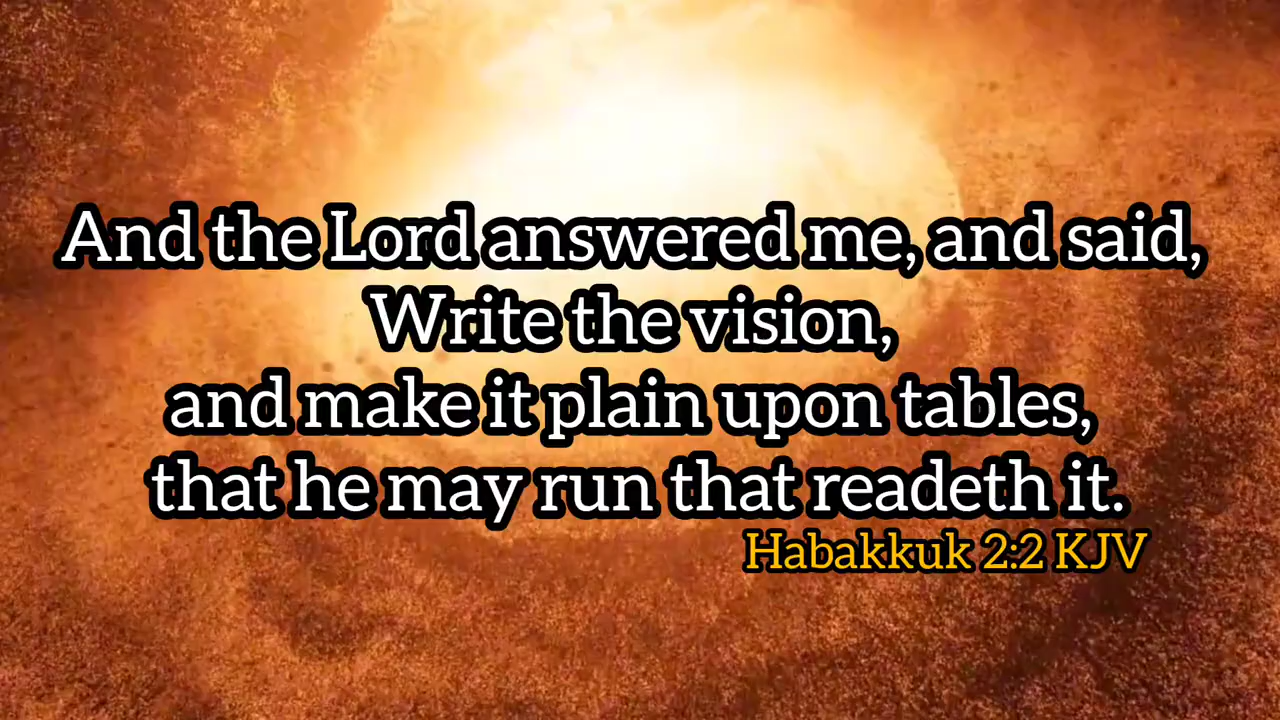 And the Lord answered me, and said,
Write the vision,
and make it plain upon tables,
that he may run that readeth it.
Habakkuk 2:2 KJV